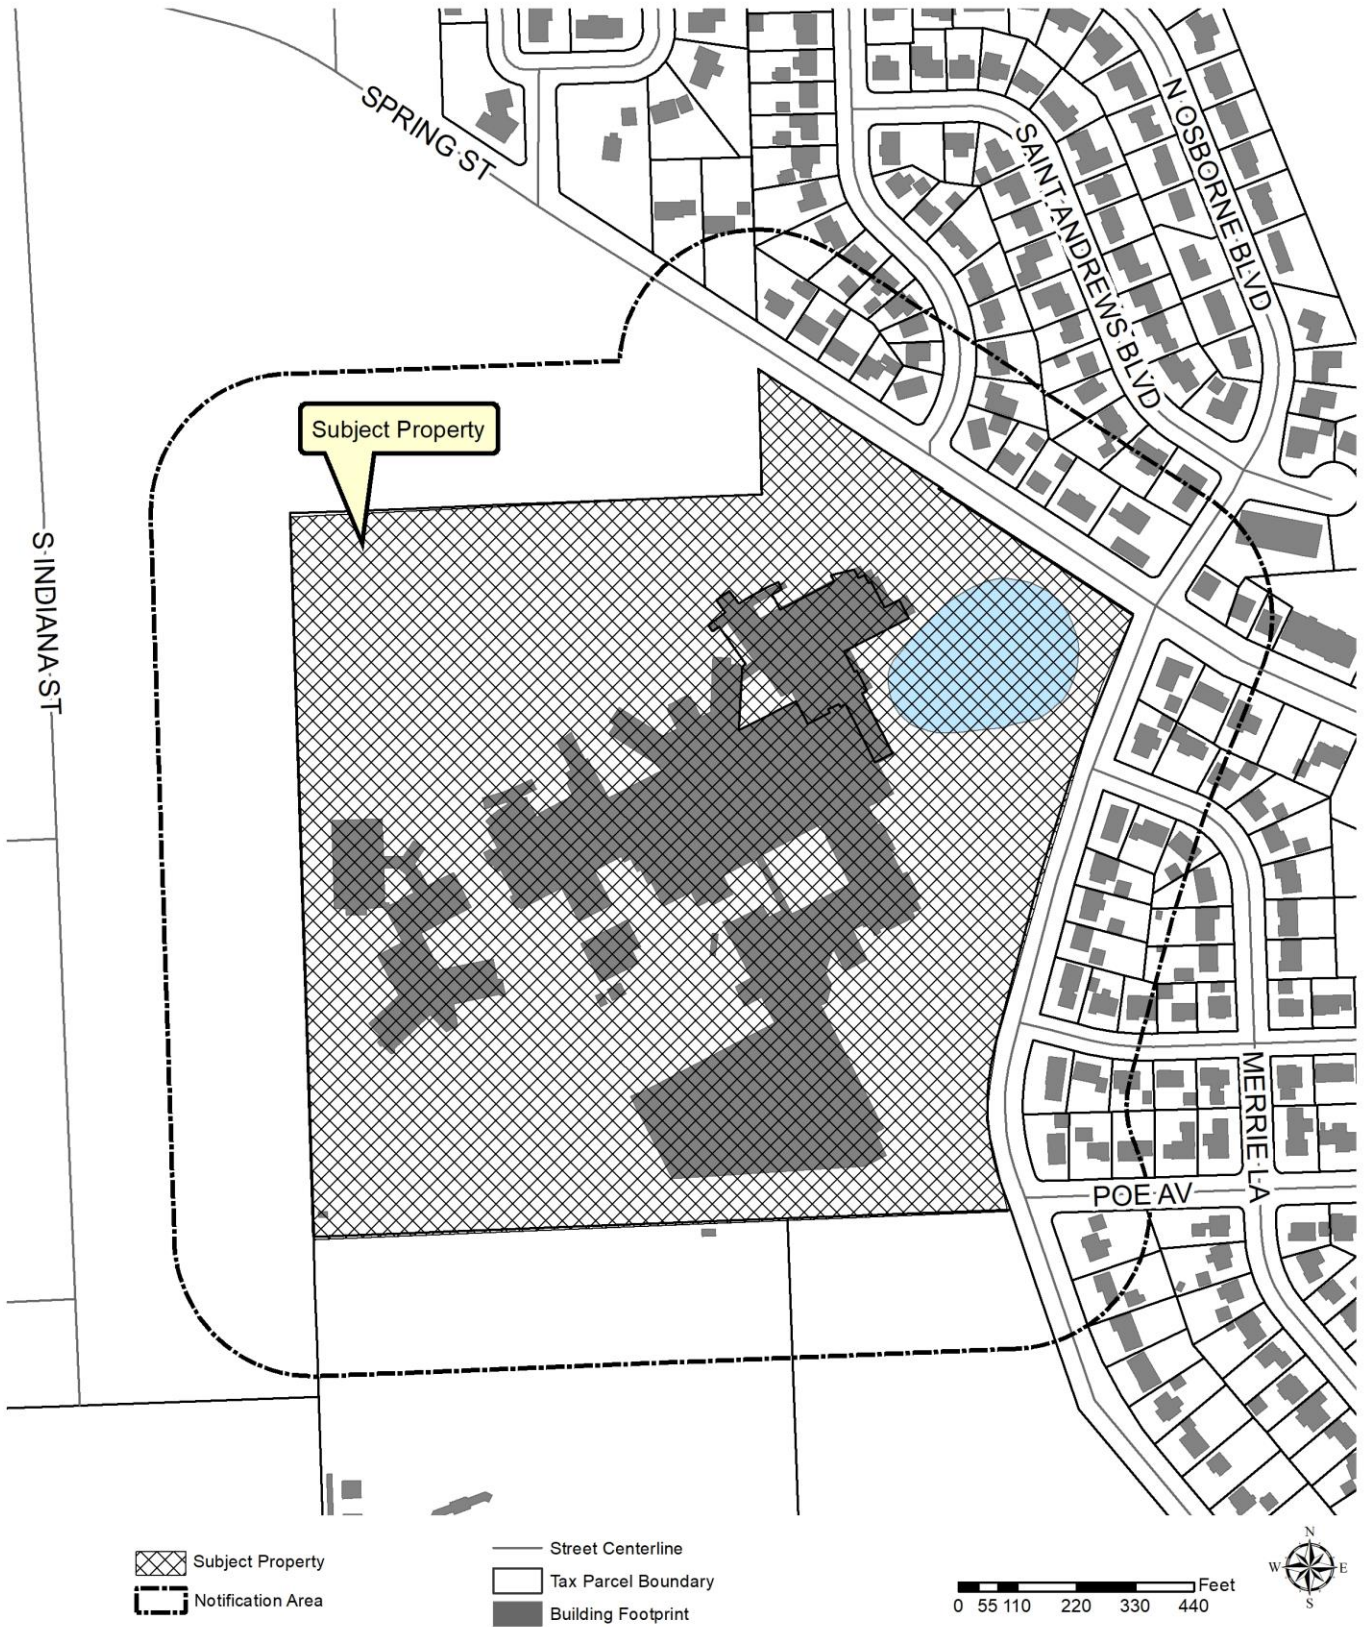 SPRING ST
N OSBORNE BLVD
SAINT ANDREWS BLVD
Subject Property
S INDIANA ST
MERRIE LA
POE AV
Subject Property
Notification Area
Street Centerline
Tax Parcel Boundary
Building Footprint
Feet
0 55 110 220 330 440
N
W E
S